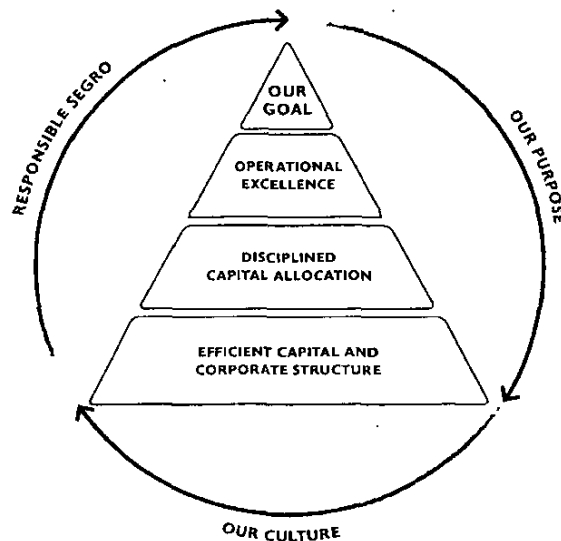 OUR
GOAL
OPERATIONAL
EXCELLENCE
DISCIPLINED
CAPITAL ALLOCATION
EFFICIENT CAPITAL AND
CORPORATE STRUCTURE
RESPONSIBLE SEGRO
OUR PURPOSE
OUR CULTURE